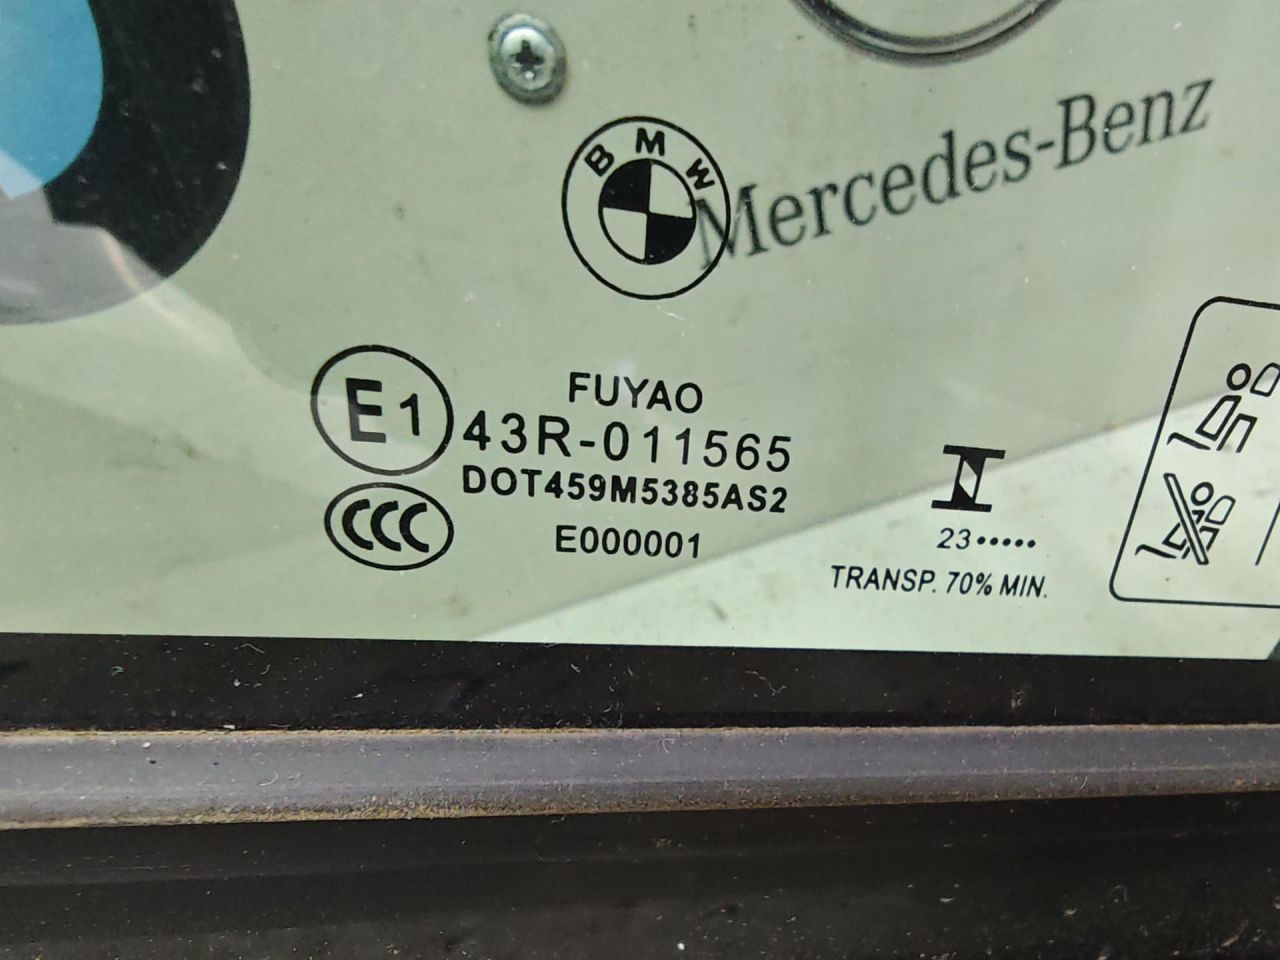 BMW
Mercedes-Benz
E1
FUYAO
43R-011565
DOT459M5385AS2
CCC
E000001
23•••••
TRANSP. 70% MIN.